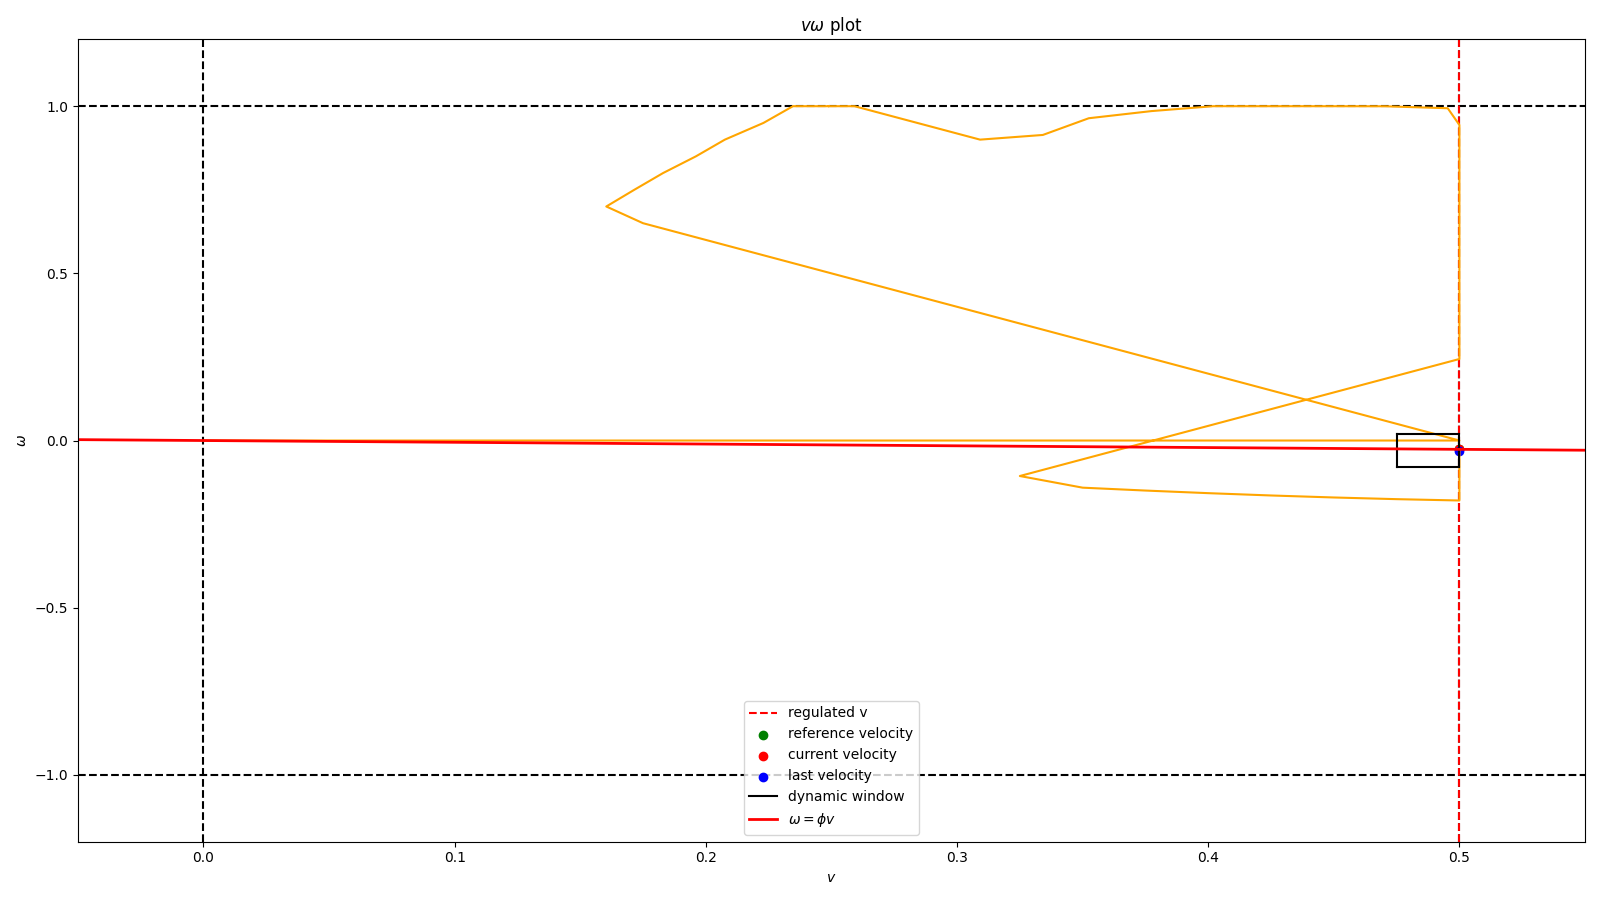 vω plot
1.0
0.5
0.0
−0.5
−1.0
ω
regulated v
reference velocity
current velocity
last velocity
dynamic window
ω = ϕv
0.0 0.1 0.2 0.3 0.4 0.5
v